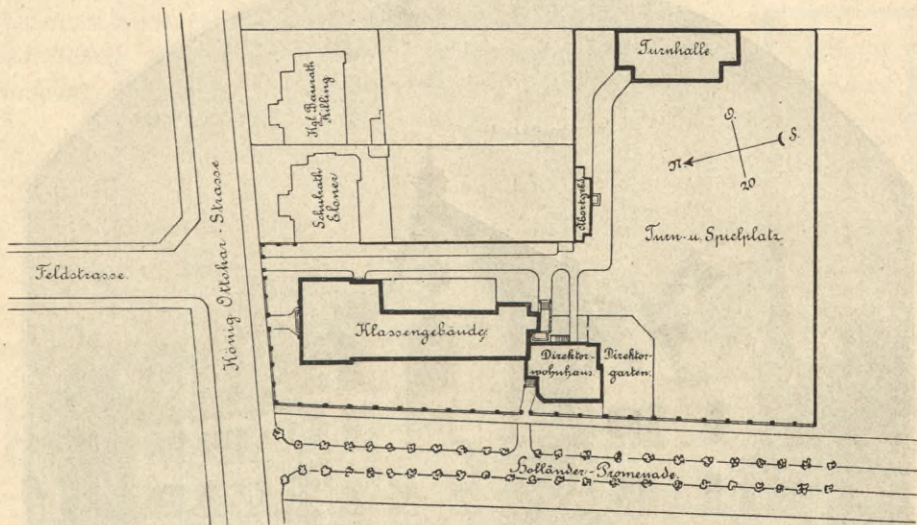 Turnhalle.
Kgl. Baurath
Killing
O.
S.
N
W.
Schulrath
Elsner
Abortgeb.
Turn- u. Spielplatz.
Feldstrasse.
König-Ottokar-Strasse
Klassengebäude
Direktor-
wohnhaus.
Direktor-
garten.
Holländer-Promenade.